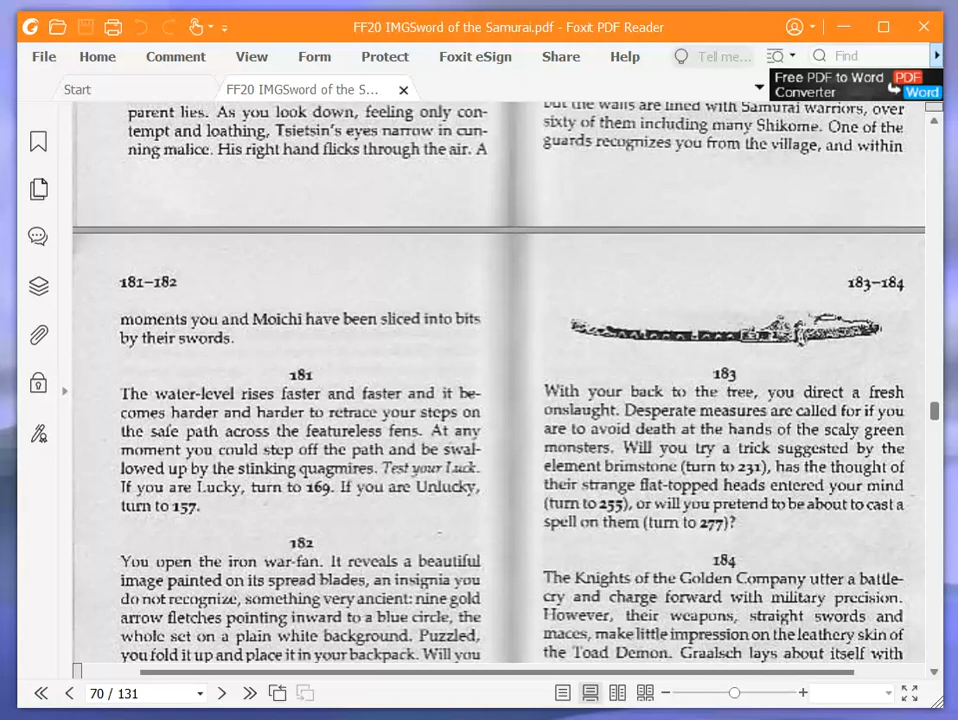 FF20 IMGSword of the Samurai.pdf - Foxit PDF Reader
File Home Comment View Form Protect Foxit eSign Share Help Tell me... Find
Free PDF to Word PDF
Converter Word
Start FF20 IMGSword of the S...
parent lies. As you look down, feeling only con-
tempt and loathing, Tsietsin's eyes narrow in cun-
ning malice. His right hand flicks through the air. A
but the walls are lined with Samurai warriors, over
sixty of them including many Shikome. One of the
guards recognizes you from the village, and within
181–182
moments you and Moichi have been sliced into bits
by their swords.
181
The water-level rises faster and faster and it be-
comes harder and harder to retrace your steps on
the safe path across the featureless fens. At any
moment you could step off the path and be swal-
lowed up by the stinking quagmires. Test your Luck.
If you are Lucky, turn to 169. If you are Unlucky,
turn to 157.
182
You open the iron war-fan. It reveals a beautiful
image painted on its spread blades, an insignia you
do not recognize, something very ancient: nine gold
arrow fletches pointing inward to a blue circle, the
whole set on a plain white background. Puzzled,
you fold it up and place it in your backpack. Will you
183–184
183
With your back to the tree, you direct a fresh
onslaught. Desperate measures are called for if you
are to avoid death at the hands of the scaly green
monsters. Will you try a trick suggested by the
element brimstone (turn to 231), has the thought of
their strange flat-topped heads entered your mind
(turn to 255), or will you pretend to be about to cast a
spell on them (turn to 277)?
184
The Knights of the Golden Company utter a battle-
cry and charge forward with military precision.
However, their weapons, straight swords and
maces, make little impression on the leathery skin of
the Toad Demon. Graalsch lays about itself with
70 / 131